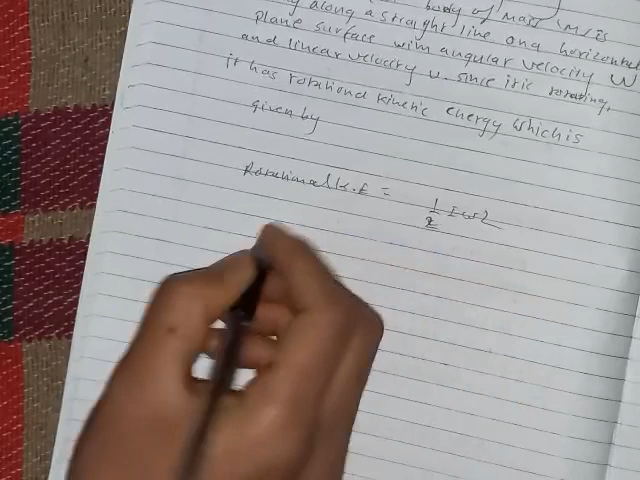 body of mass 'M' is
along a straight line on a horizontal
plane surface with angular velocity W
and linear velocity v. since it is rotating,
it has rotational kinetic energy which is
given by
Rotational K.E = 1/2 Iω2